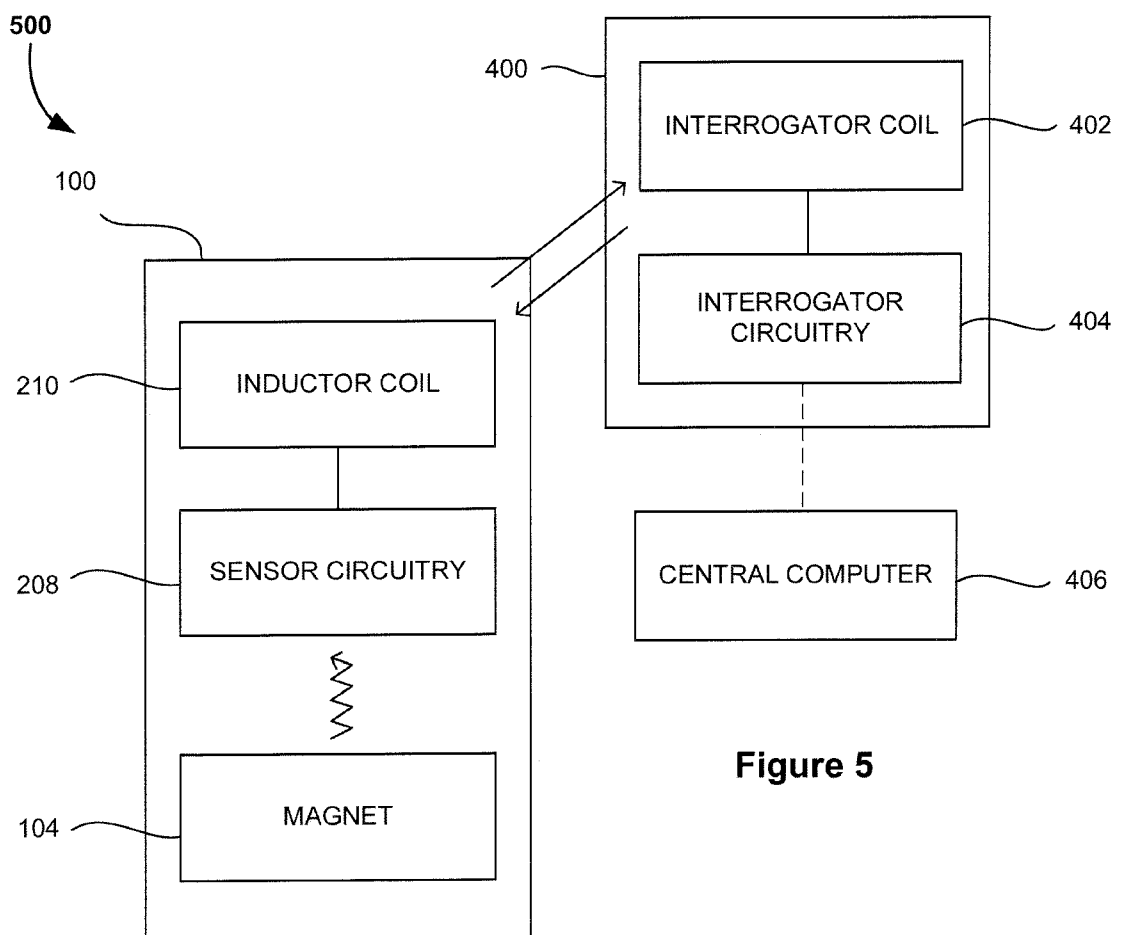 500
100
400
INTERROGATOR COIL
402
INTERROGATOR
CIRCUITRY
404
210
INDUCTOR COIL
208
SENSOR CIRCUITRY
CENTRAL COMPUTER
406
104
MAGNET
Figure 5